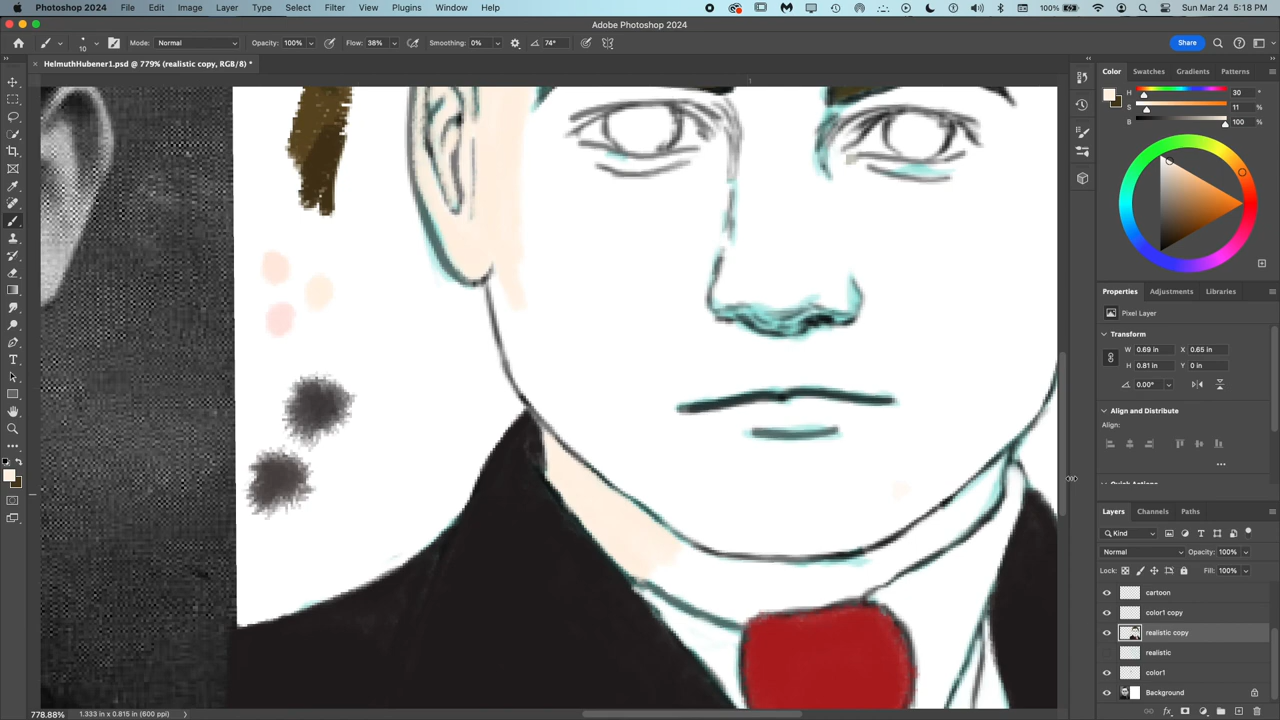 Photoshop 2024 File Edit Image Layer Type Select Filter View Plugins Window Help 100% Sun Mar 24 5:18 PM
Adobe Photoshop 2024
10 Mode: Normal Opacity: 100% Flow: 38% Smoothing: 0% 74° Share
HelmuthHubener1.psd @ 779% (realistic copy, RGB/8) *
1
Color Swatches Gradients Patterns
H 30
S 11
B 100
Properties Adjustments Libraries
Pixel Layer
Transform
W 0.69 in X 0.65 in
H 0.81 in Y 0 in
0.00°
Align and Distribute
Align:
Layers Channels Paths
Kind
Normal Opacity: 100%
Lock: Fill: 100%
cartoon
color1 copy
realistic copy
realistic
color1
Background
778.88% 1.333 in x 0.815 in (600 ppi)